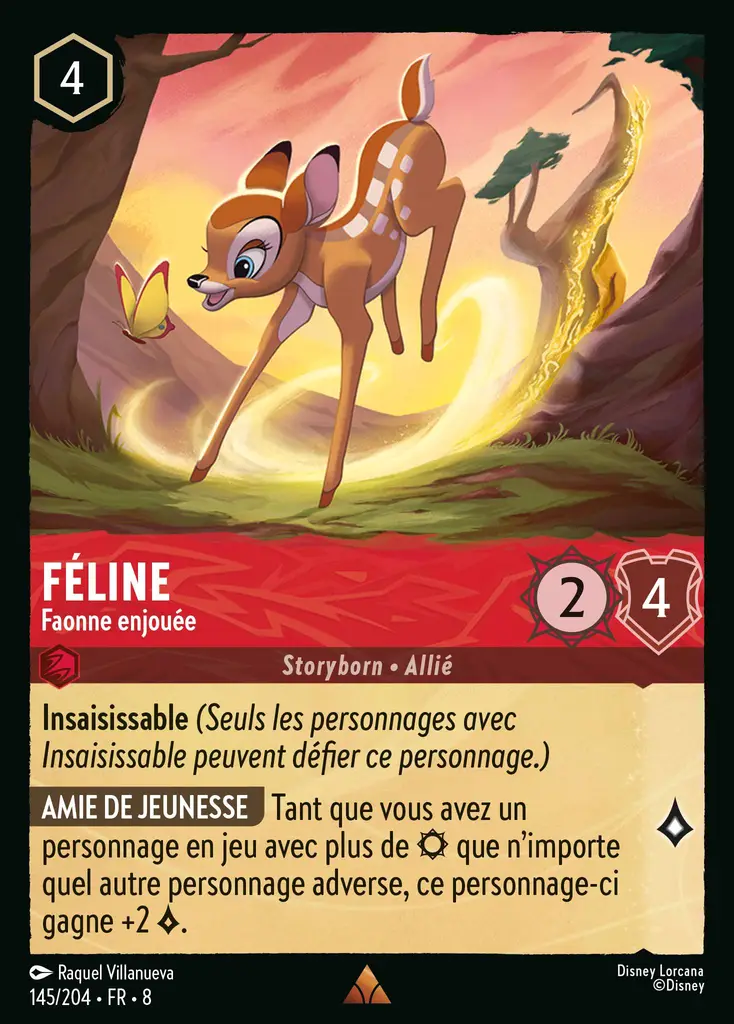 4
FÉLINE
Faonne enjouée
2
4
Storyborn • Allié
Insaisissable (Seuls les personnages avec
Insaisissable peuvent défier ce personnage.)
AMIE DE JEUNESSE Tant que vous avez un
personnage en jeu avec plus de que n'importe
quel autre personnage adverse, ce personnage-ci
gagne +2 .
Raquel Villanueva
145/204 • FR • 8
Disney Lorcana
©Disney